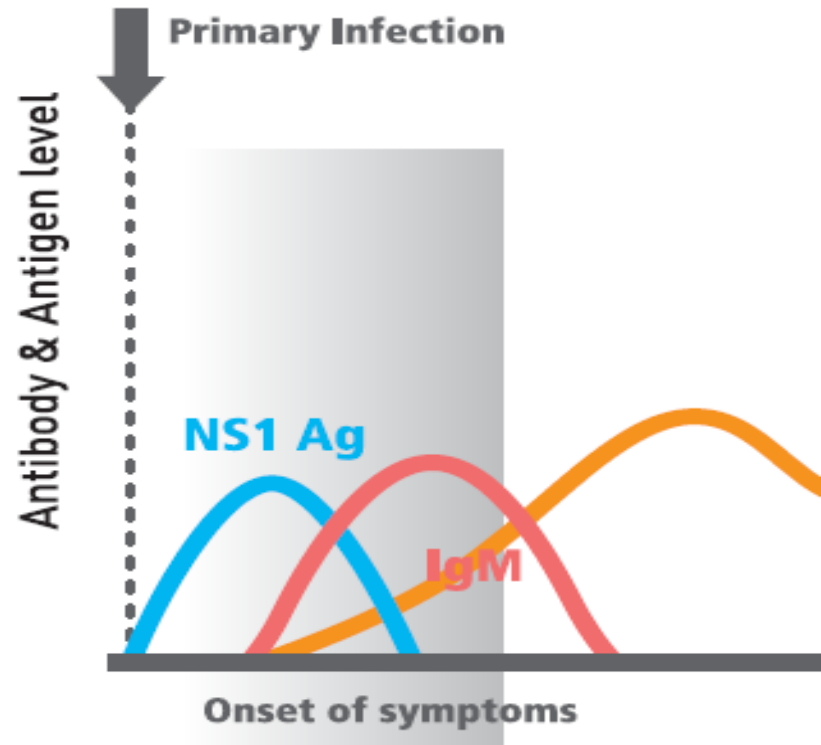 Primary Infection
Antibody & Antigen level
NS1 Ag
IgM
Onset of symptoms